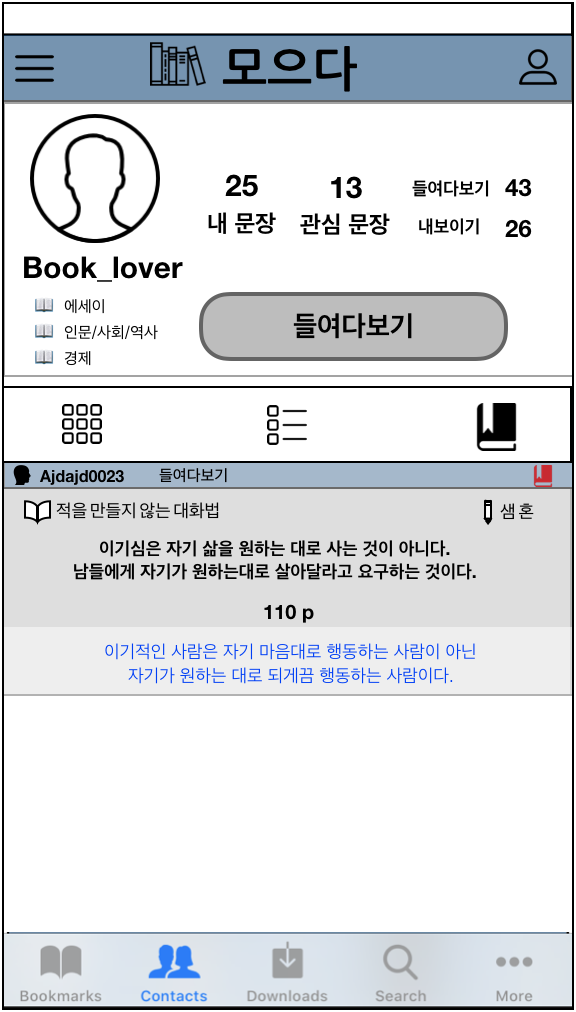 모으다
25
내 문장
13
관심 문장
들여다보기 43
내보이기 26
Book_lover
에세이
인문/사회/역사
경제
들여다보기
Ajdajd0023 들여다보기
적을 만들지 않는 대화법 샘 혼
이기심은 자기 삶을 원하는 대로 사는 것이 아니다.
남들에게 자기가 원하는대로 살아달라고 요구하는 것이다.
110 p
이기적인 사람은 자기 마음대로 행동하는 사람이 아닌
자기가 원하는 대로 되게끔 행동하는 사람이다.
Bookmarks Contacts Downloads Search More